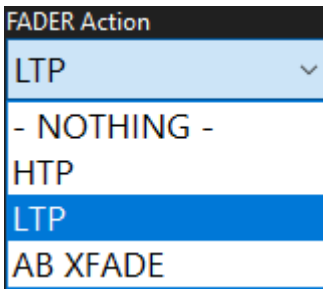 FADER Action
LTP
- NOTHING -
HTP
LTP
AB XFADE